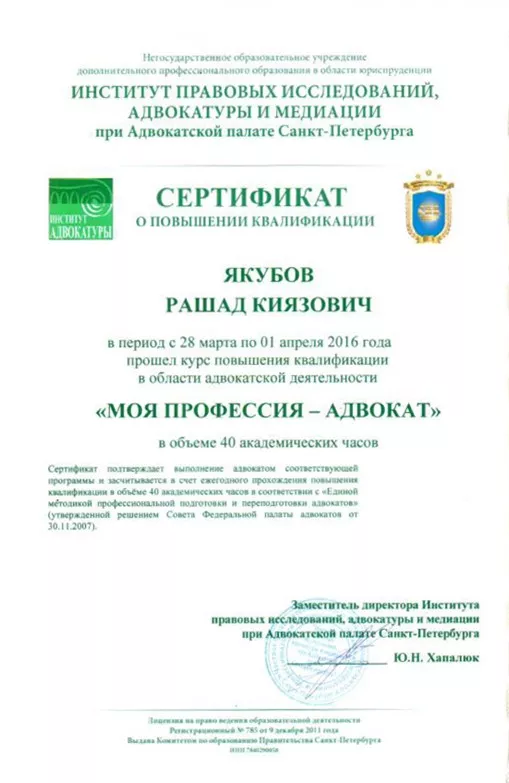 Негосударственное образовательное учреждение
дополнительного профессионального образования в области юриспруденции
ИНСТИТУТ ПРАВОВЫХ ИССЛЕДОВАНИЙ,
АДВОКАТУРЫ И МЕДИАЦИИ
при Адвокатской палате Санкт-Петербурга
ИНСТИТУТ
АДВОКАТУРЫ
СЕРТИФИКАТ
О ПОВЫШЕНИИ КВАЛИФИКАЦИИ
ЯКУБОВ
РАШАД КИЯЗОВИЧ
в период с 28 марта по 01 апреля 2016 года
прошел курс повышения квалификации
в области адвокатской деятельности
«МОЯ ПРОФЕССИЯ – АДВОКАТ»
в объеме 40 академических часов
Сертификат подтверждает выполнение адвокатом соответствующей
программы и засчитывается в счет ежегодного прохождения повышения
квалификации в объёме 40 академических часов в соответствии с «Единой
методикой профессиональной подготовки и переподготовки адвокатов»
(утвержденной решением Совета Федеральной палаты адвокатов от
30.11.2007).
Заместитель директора Института
правовых исследований, адвокатуры и медиации
при Адвокатской палате Санкт-Петербурга
Ю.Н. Хапалюк
Лицензия на право ведения образовательной деятельности
Регистрационный № 785 от 9 декабря 2011 года
Выдана Комитетом по образованию Правительства Санкт-Петербурга
ИНН